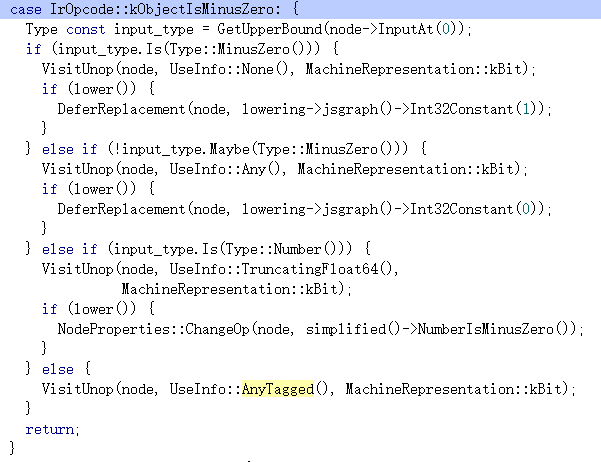 case IrOpcode::kObjectIsMinusZero: {
  Type const input_type = GetUpperBound(node->InputAt(0));
  if (input_type.Is(Type::MinusZero())) {
    VisitUnop(node, UseInfo::None(), MachineRepresentation::kBit);
    if (lower()) {
      DeferReplacement(node, lowering->jsgraph()->Int32Constant(1));
    }
  } else if (!input_type.Maybe(Type::MinusZero())) {
    VisitUnop(node, UseInfo::Any(), MachineRepresentation::kBit);
    if (lower()) {
      DeferReplacement(node, lowering->jsgraph()->Int32Constant(0));
    }
  } else if (input_type.Is(Type::Number())) {
    VisitUnop(node, UseInfo::TruncatingFloat64(),
              MachineRepresentation::kBit);
    if (lower()) {
      NodeProperties::ChangeOp(node, simplified()->NumberIsMinusZero());
    }
  } else {
    VisitUnop(node, UseInfo::AnyTagged(), MachineRepresentation::kBit);
  }
  return;
}